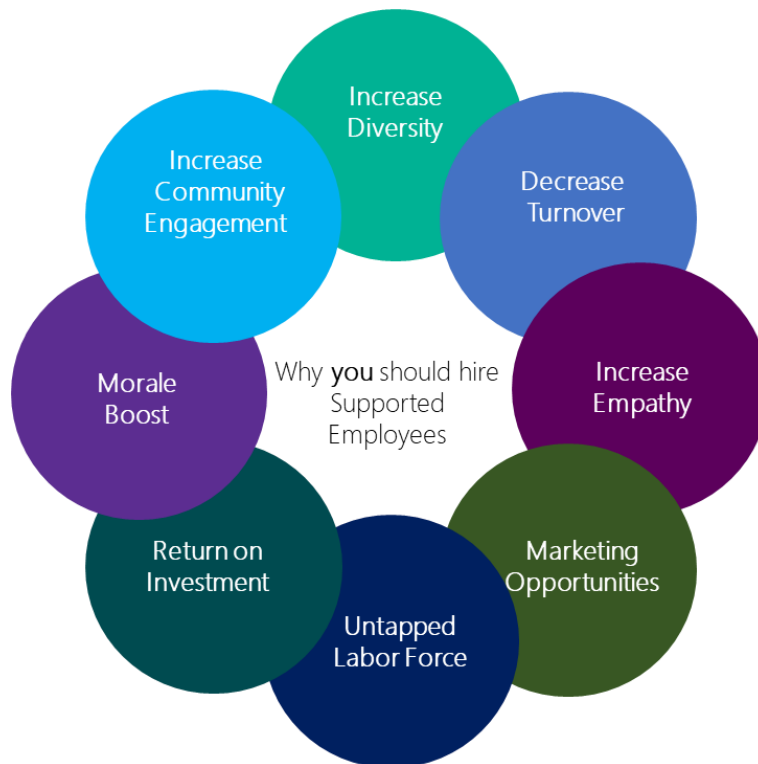 Increase
Diversity
Decrease
Turnover
Increase
Empathy
Marketing
Opportunities
Untapped
Labor Force
Return on
Investment
Morale
Boost
Increase
Community
Engagement
Why you should hire
Supported
Employees